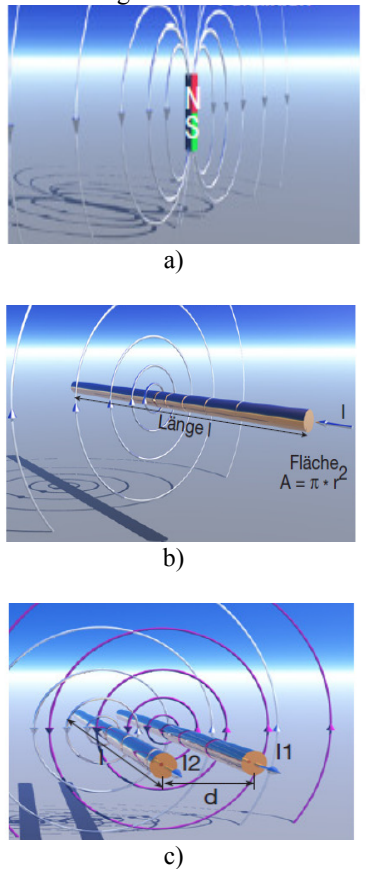 N
S
a)
Länge l
I
Fläche
A = π * r²
b)
l
I2
I1
d
c)